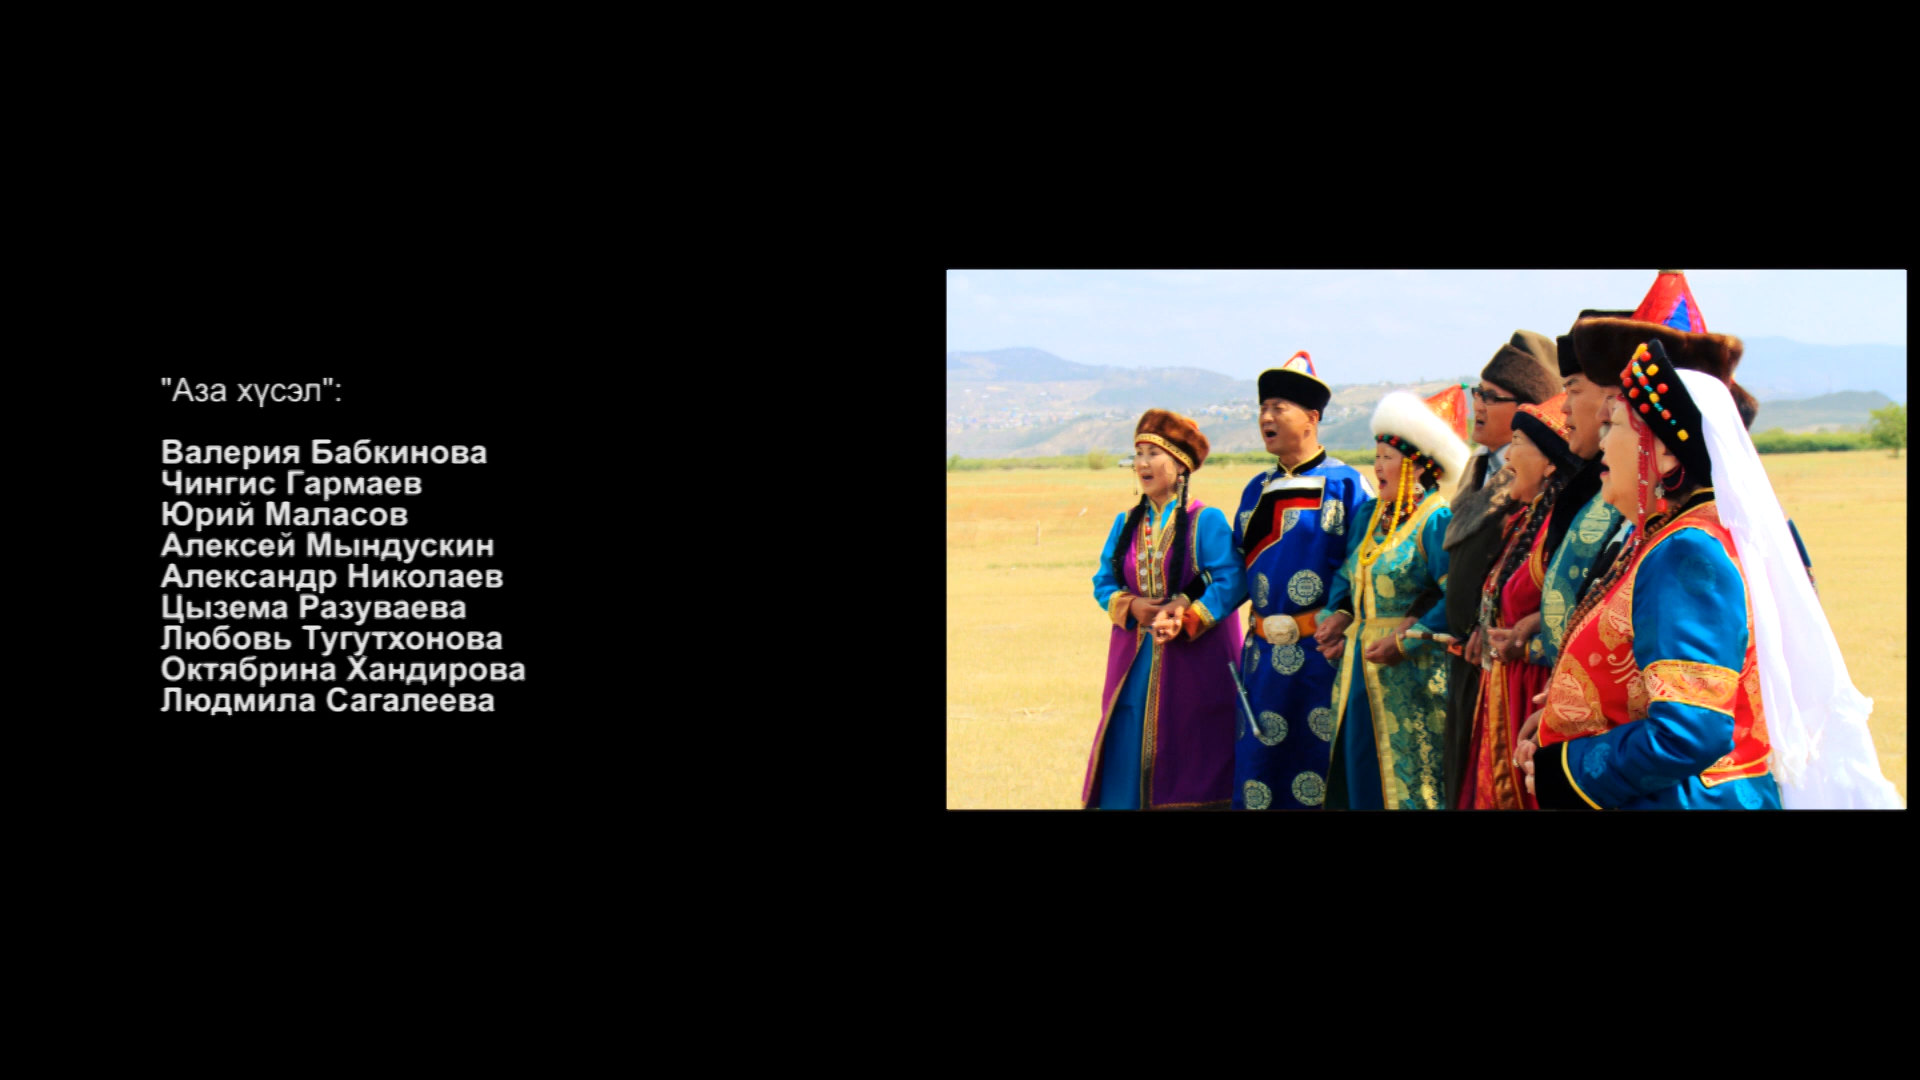 "Аза хүсэл":
Валерия Бабкинова
Чингис Гармаев
Юрий Маласов
Алексей Мындускин
Александр Николаев
Цызема Разуваева
Любовь Тугутхонова
Октябрина Хандирова
Людмила Сагалеева